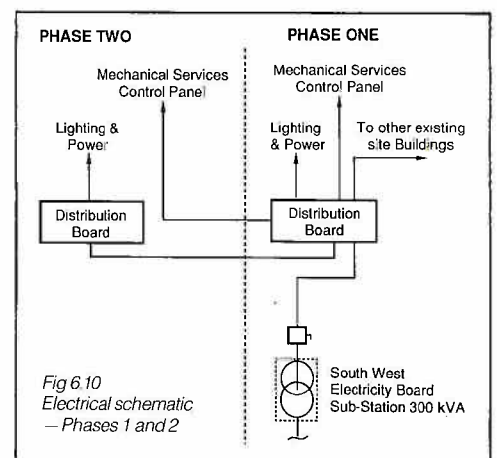 PHASE TWO
PHASE ONE
Mechanical Services
Control Panel
Mechanical Services
Control Panel
Lighting &
Power
Lighting
& Power
To other existing
site Buildings
Distribution
Board
Distribution
Board
South West
Electricity Board
Sub-Station 300 kVA
Fig 6.10
Electrical schematic
— Phases 1 and 2